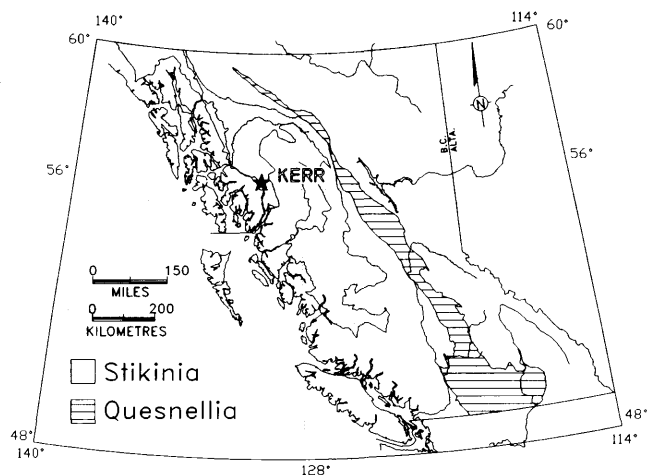 140°
114°
60°
60°
N
B.C.
ALTA.
56°
56°
KERR
0 150
MILES
0 200
KILOMETRES
Stikinia
Quesnellia
48°
48°
140°
128°
114°